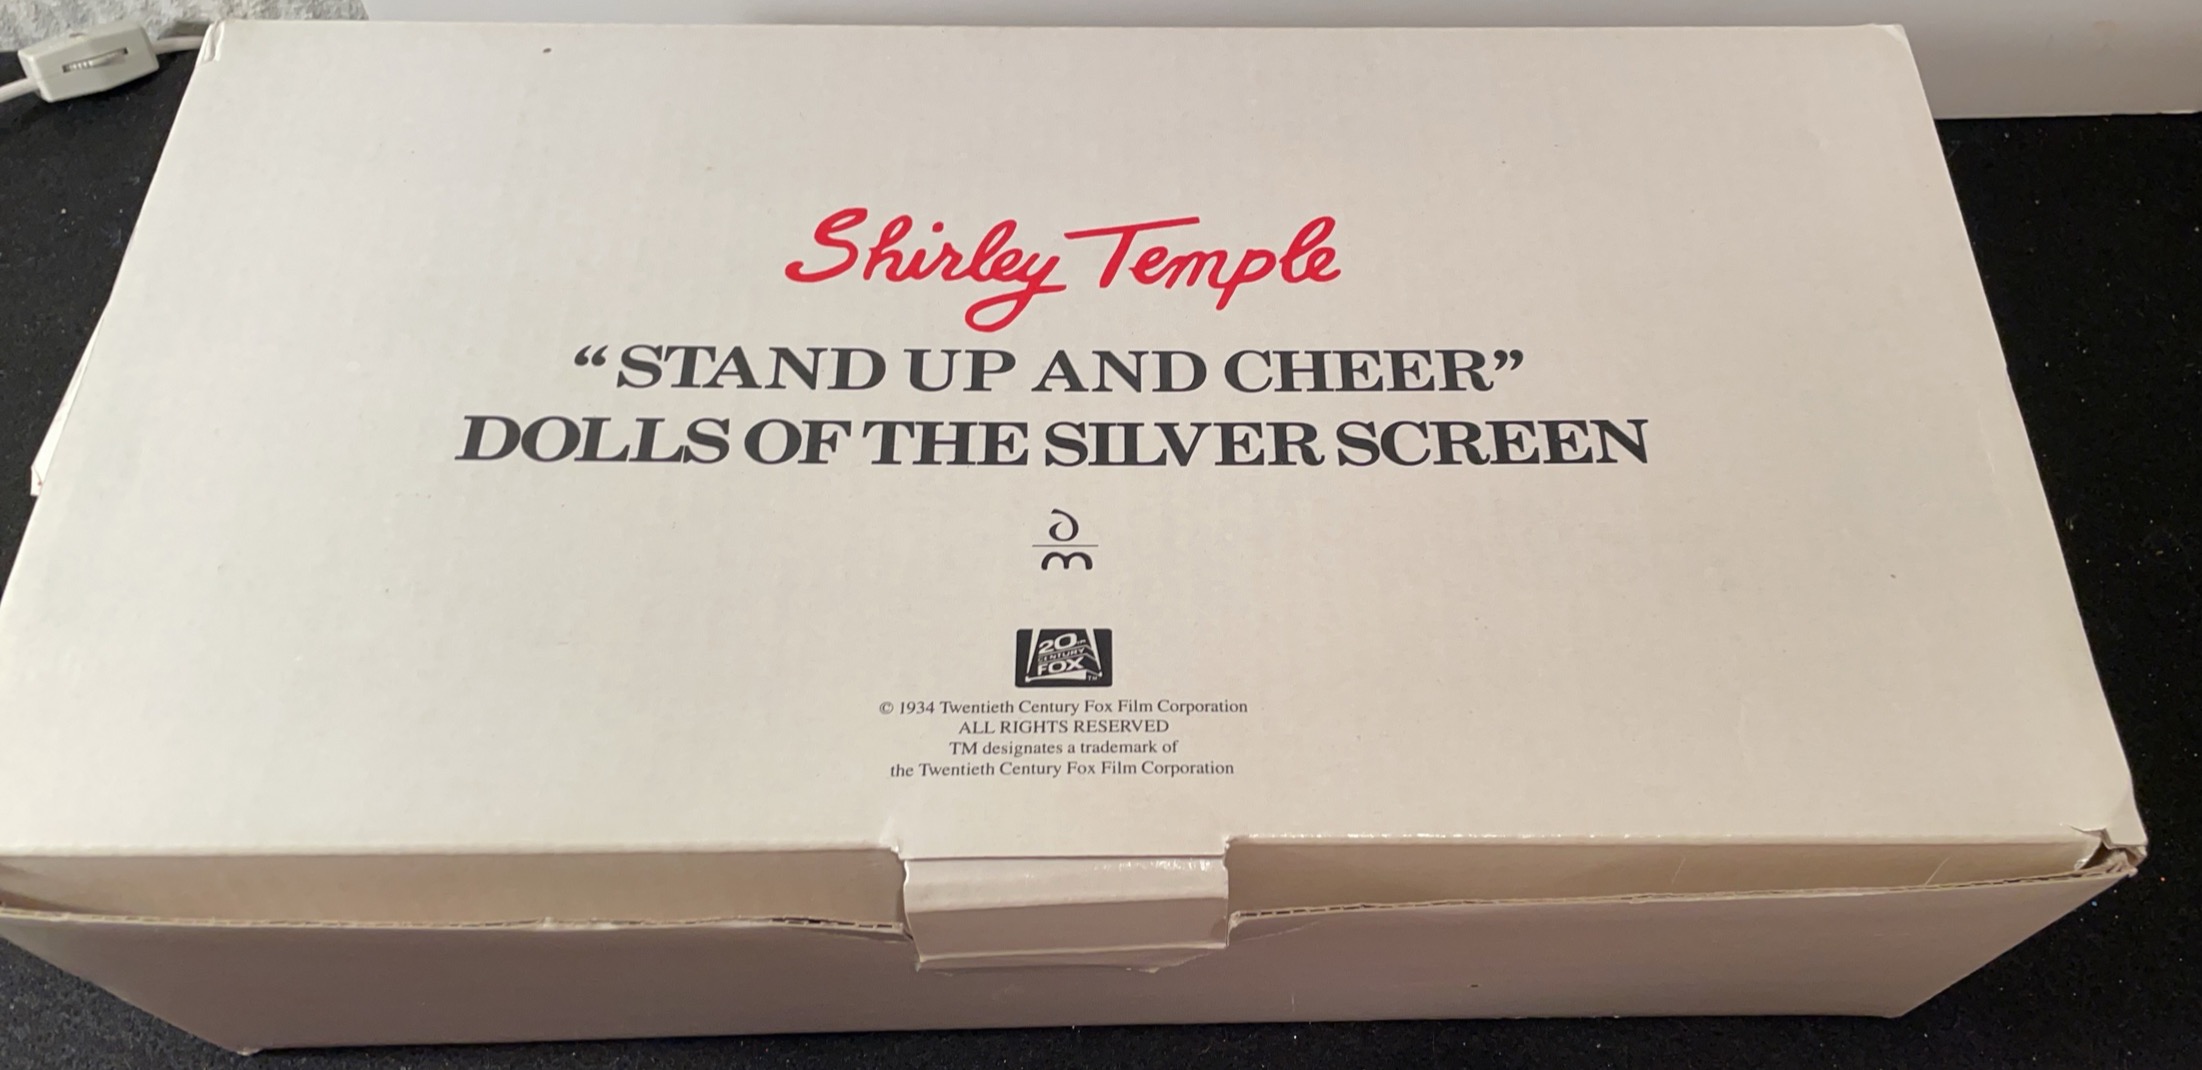 Shirley Temple
“STAND UP AND CHEER”
DOLLS OF THE SILVER SCREEN
∂
m
20TH
CENTURY
FOX
TM
© 1934 Twentieth Century Fox Film Corporation
ALL RIGHTS RESERVED
TM designates a trademark of
the Twentieth Century Fox Film Corporation